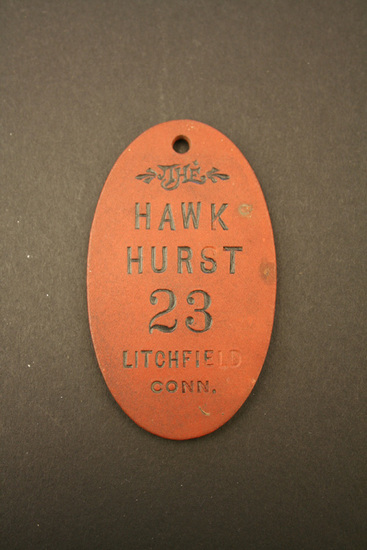 THE
HAWK
HURST
23
LITCHFIELD
CONN.